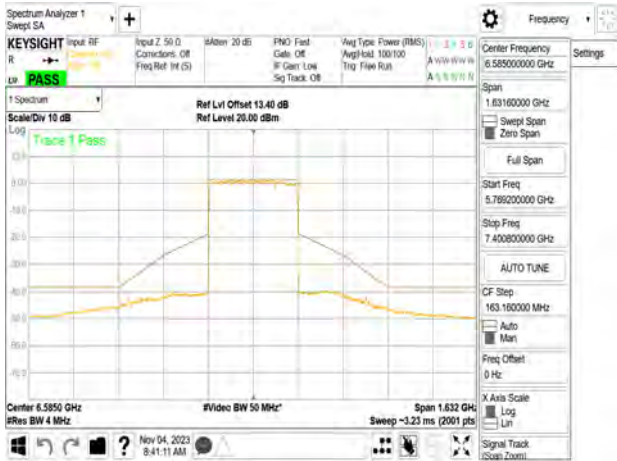 Spectrum Analyzer 1
Swept SA
+
Frequency
KEYSIGHT
Input: RF
Input Z: 50 Ω
#Atten: 20 dB
PNO: Fast
Avg Type: Power (RMS)
R
Corrections: Off
Gate: Off
Avg|Hold: 100/100
Freq Ref: Int (S)
IF Gain: Low
Trig: Free Run
Sig Track: Off
PASS
1 Spectrum
Scale/Div 10 dB
Ref Lvl Offset 13.40 dB
Ref Level 20.00 dBm
Log
Trace 1 Pass
Center 6.5850 GHz
#Video BW 50 MHz*
Span 1.632 GHz
#Res BW 4 MHz
Sweep ~3.23 ms (2001 pts
Nov 04, 2023
8:41:11 AM
?
Settings
Center Frequency
6.585000000 GHz
Span
1.63160000 GHz
Swept Span
Zero Span
Full Span
Start Freq
5.769200000 GHz
Stop Freq
7.400800000 GHz
AUTO TUNE
CF Step
163.160000 MHz
Auto
Man
Freq Offset
0 Hz
X Axis Scale
Log
Lin
Signal Track
(Span Zoom)